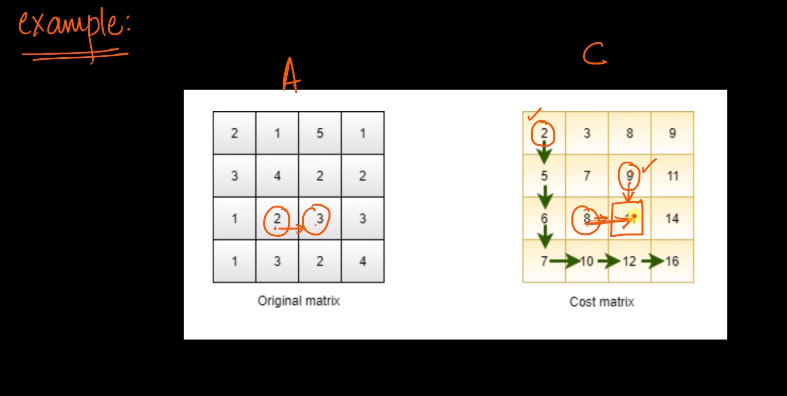 example:
A
C
2 1 5 1
3 4 2 2
1 2 3 3
1 3 2 4
Original matrix
2 3 8 9
5 7 9 11
6 8 14
7 10 12 16
Cost matrix